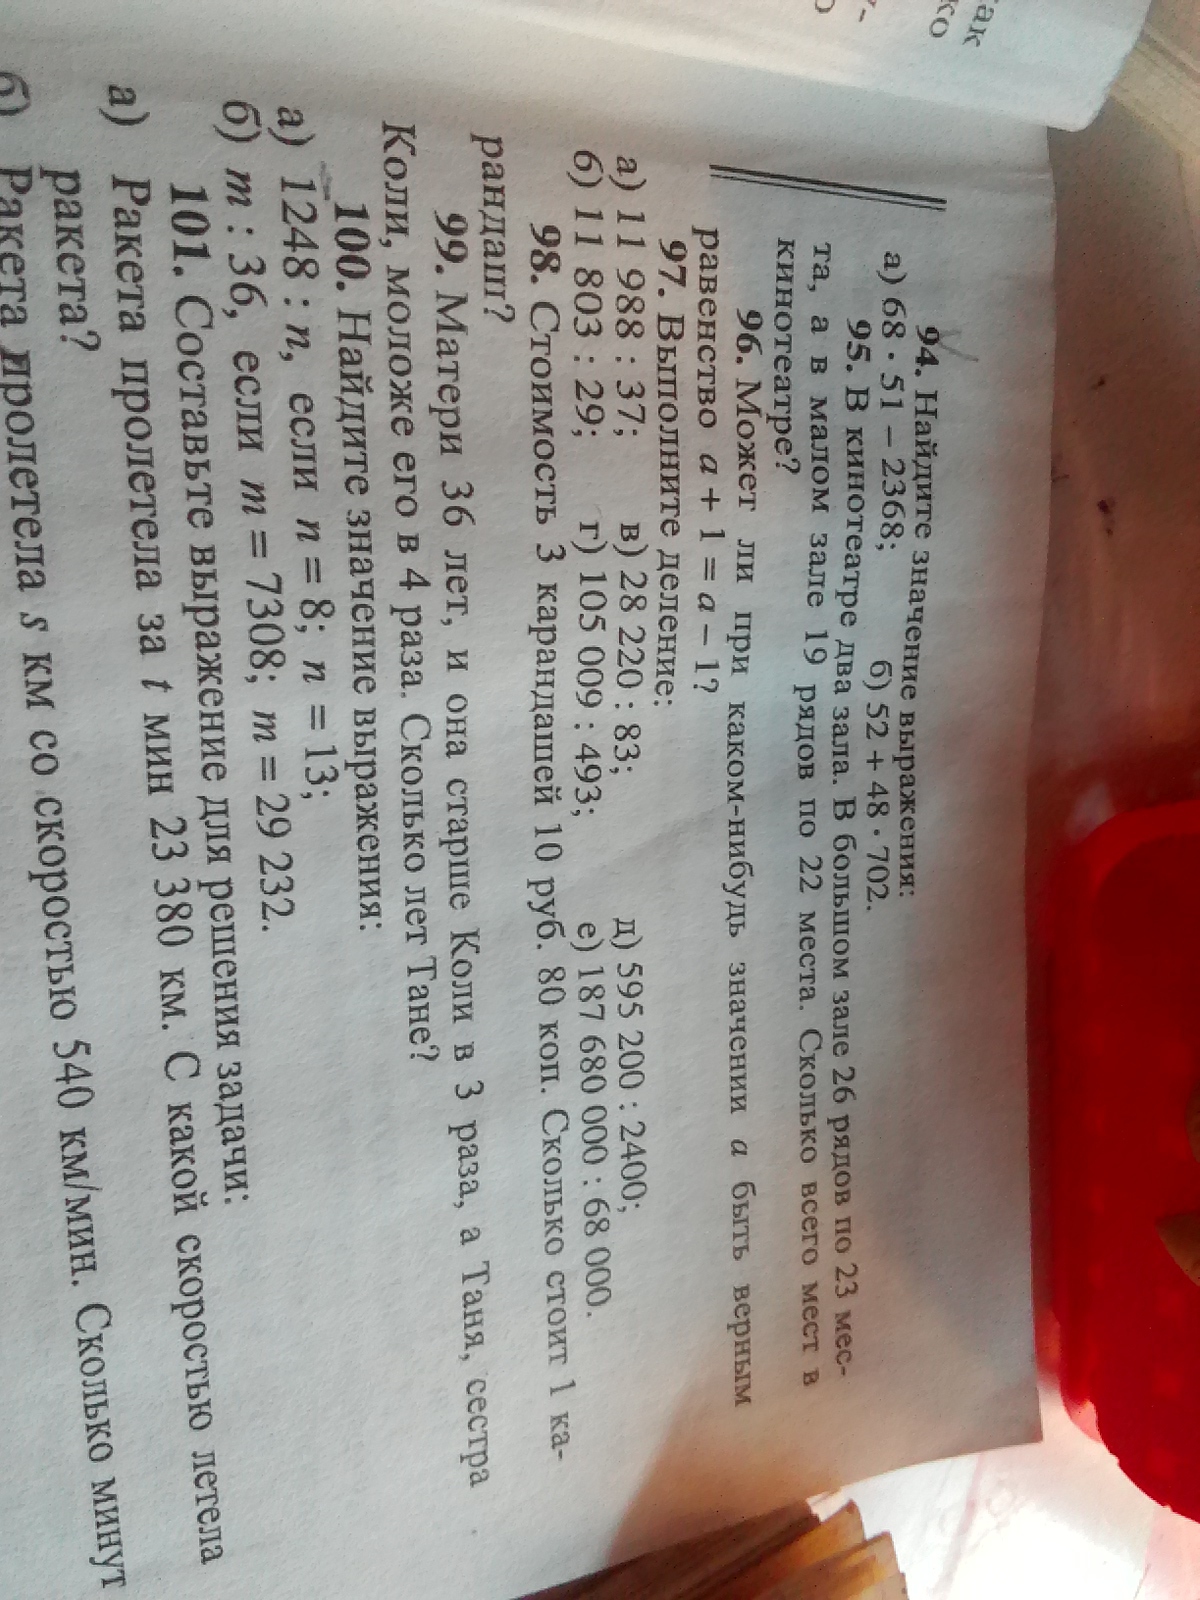 так
ко
у-
о
94. Найдите значение выражения:
а) 68 · 51 – 2368; б) 52 + 48 · 702.
95. В кинотеатре два зала. В большом зале 26 рядов по 23 мес-
та, а в малом зале 19 рядов по 22 места. Сколько всего мест в
кинотеатре?
96. Может ли при каком-нибудь значении a быть верным
равенство a + 1 = a – 1?
97. Выполните деление:
а) 11 988 : 37; в) 28 220 : 83; д) 595 200 : 2400;
б) 11 803 : 29; г) 105 009 : 493; е) 187 680 000 : 68 000.
98. Стоимость 3 карандашей 10 руб. 80 коп. Сколько стоит 1 ка-
рандаш?
99. Матери 36 лет, и она старше Коли в 3 раза, а Таня, сестра
Коли, моложе его в 4 раза. Сколько лет Тане?
100. Найдите значение выражения:
а) 1248 : n, если n = 8; n = 13;
б) m : 36, если m = 7308; m = 29 232.
101. Составьте выражение для решения задачи:
а) Ракета пролетела за t мин 23 380 км. С какой скоростью летела
ракета?
б) Ракета пролетела s км со скоростью 540 км/мин. Сколько минут